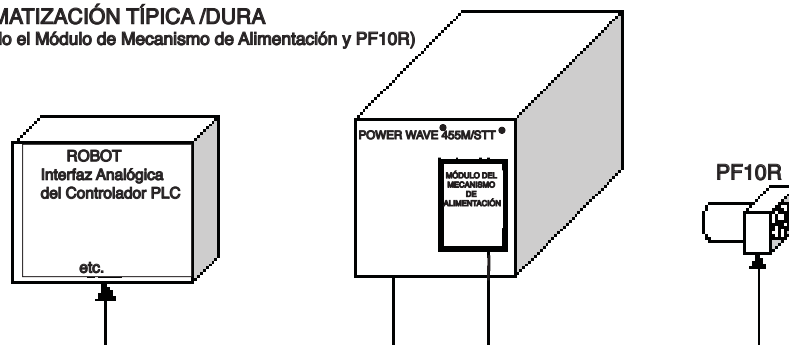 MATIZACIÓN TÍPICA /DURA
el Módulo de Mecanismo de Alimentación y PF10R)
POWER WAVE 455M/STT
ROBOT
Interfaz Analógica
del Controlador PLC
etc.
MÓDULO DEL
MECANISMO
DE
ALIMENTACIÓN
PF10R